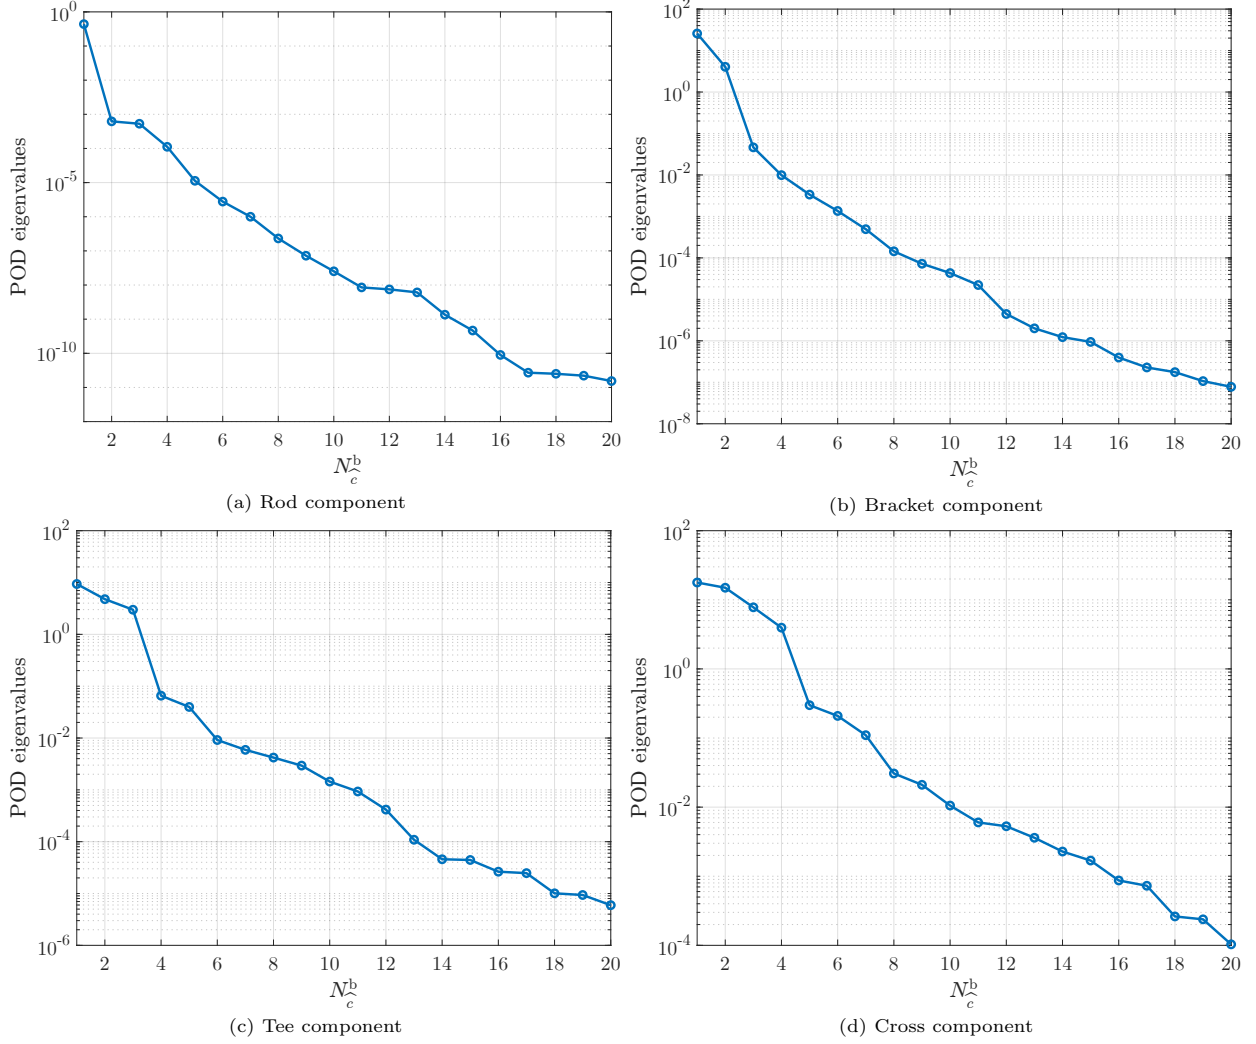 10^0
10^-5
10^-10
POD eigenvalues
2 4 6 8 10 12 14 16 18 20
N_ĉ^b
(a) Rod component
10^2
10^0
10^-2
10^-4
10^-6
10^-8
POD eigenvalues
2 4 6 8 10 12 14 16 18 20
N_ĉ^b
(b) Bracket component
10^2
10^0
10^-2
10^-4
10^-6
POD eigenvalues
2 4 6 8 10 12 14 16 18 20
N_ĉ^b
(c) Tee component
10^2
10^0
10^-2
10^-4
POD eigenvalues
2 4 6 8 10 12 14 16 18 20
N_ĉ^b
(d) Cross component